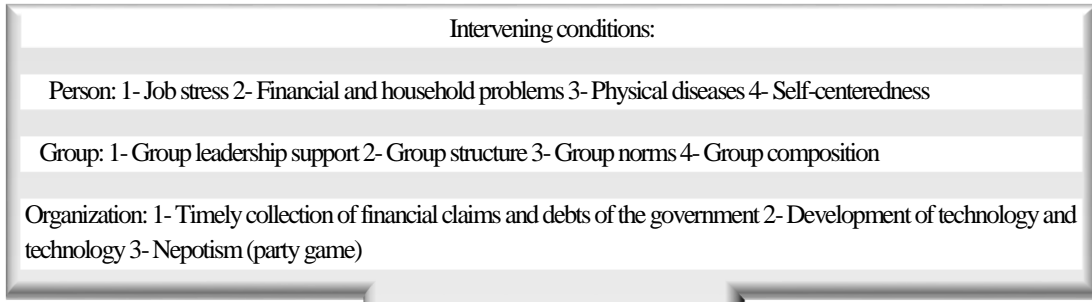 Intervening conditions:
Person: 1- Job stress 2- Financial and household problems 3- Physical diseases 4- Self-centeredness
Group: 1- Group leadership support 2- Group structure 3- Group norms 4- Group composition
Organization: 1- Timely collection of financial claims and debts of the government 2- Development of technology and
technology 3- Nepotism (party game)